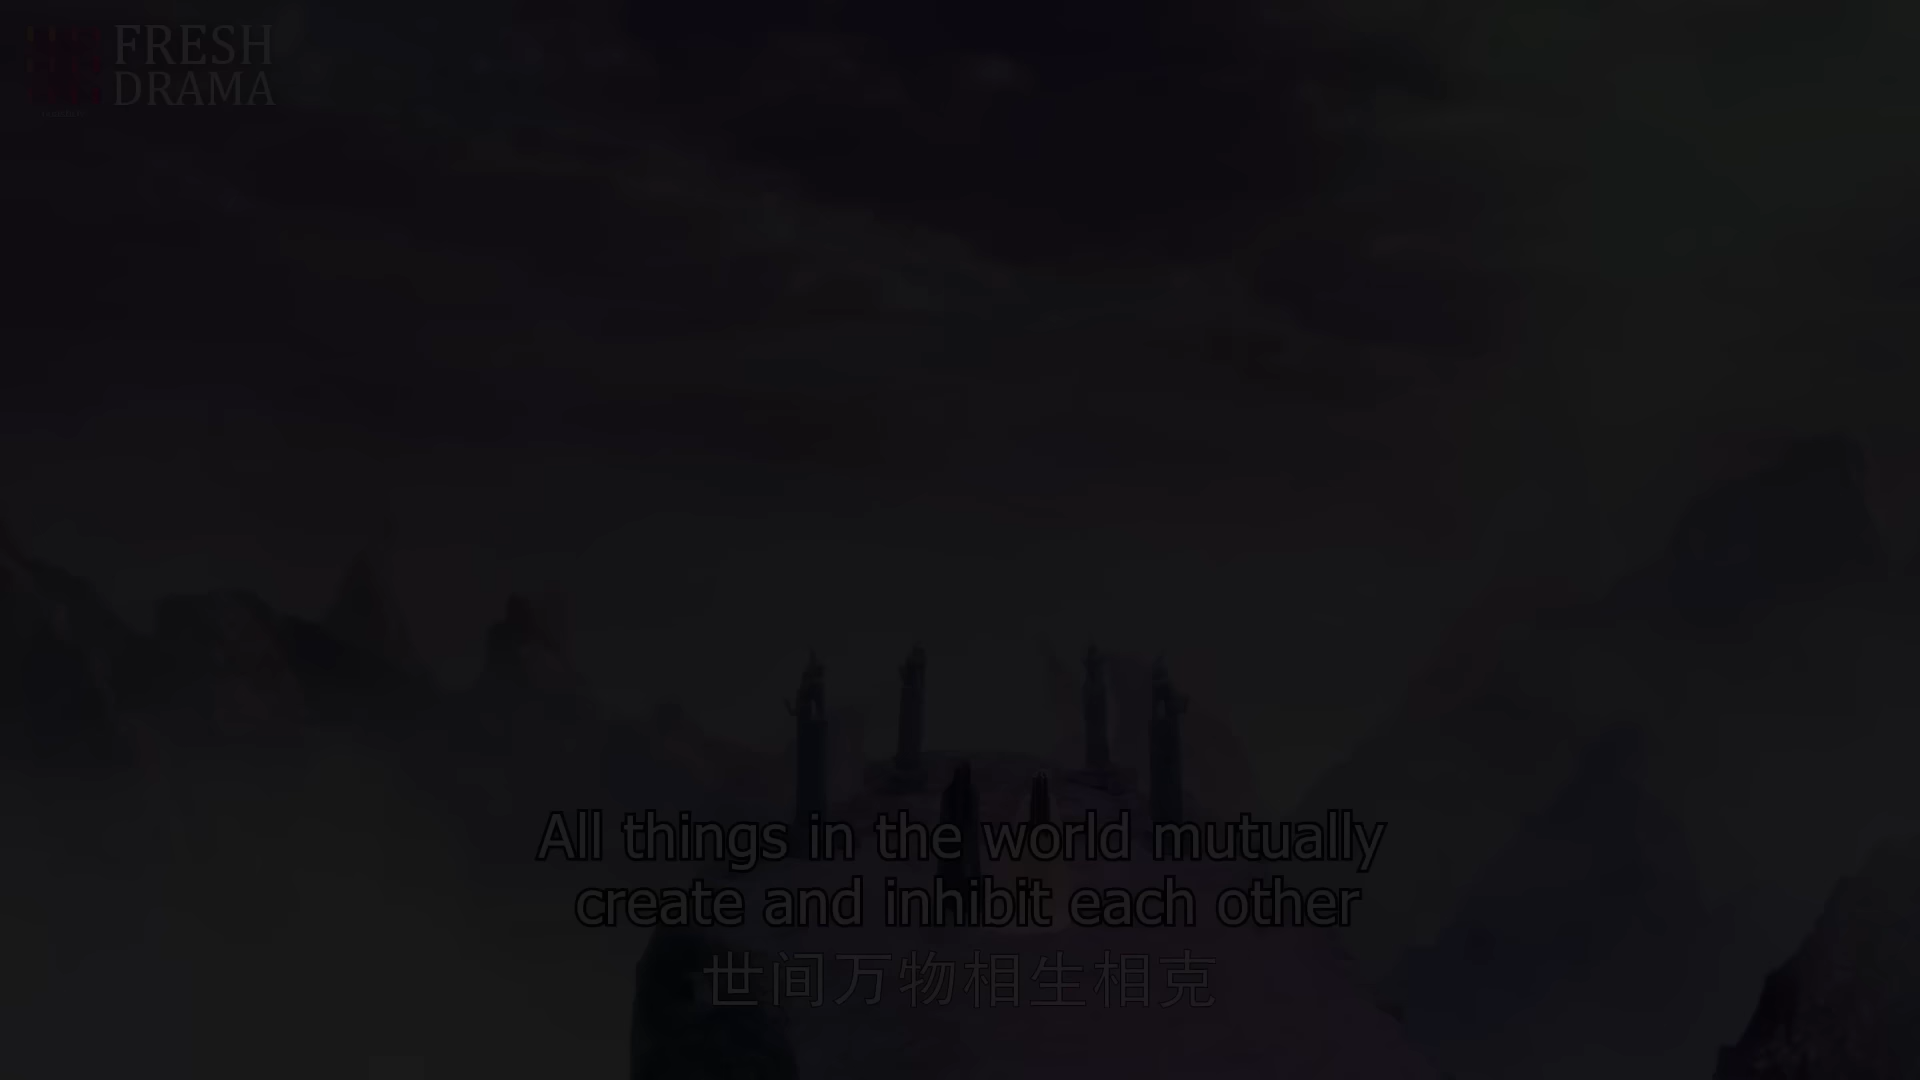 FRESH
DRAMA
All things in the world mutually
create and inhibit each other
世间万物相生相克